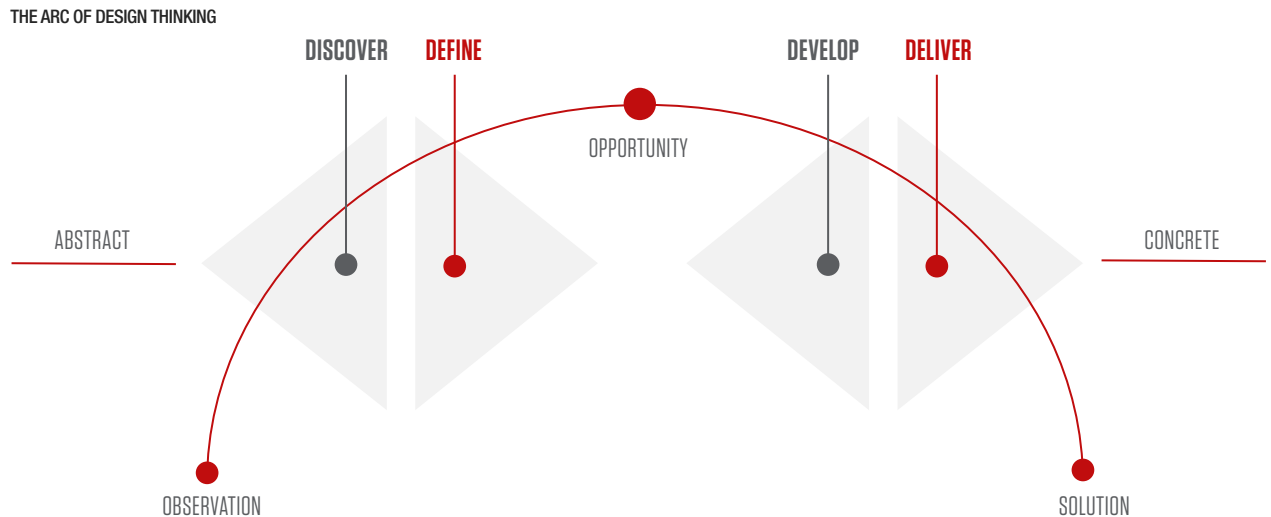 THE ARC OF DESIGN THINKING
DISCOVER
DEFINE
DEVELOP
DELIVER
OPPORTUNITY
ABSTRACT
CONCRETE
OBSERVATION
SOLUTION